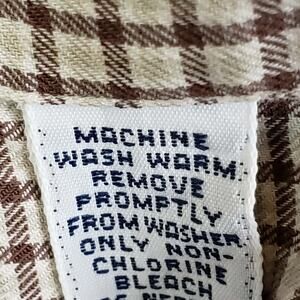 MACHINE
WASH WARM
REMOVE
PROMPTLY
FROM WASHER
ONLY NON-
CHLORINE
BLEACH